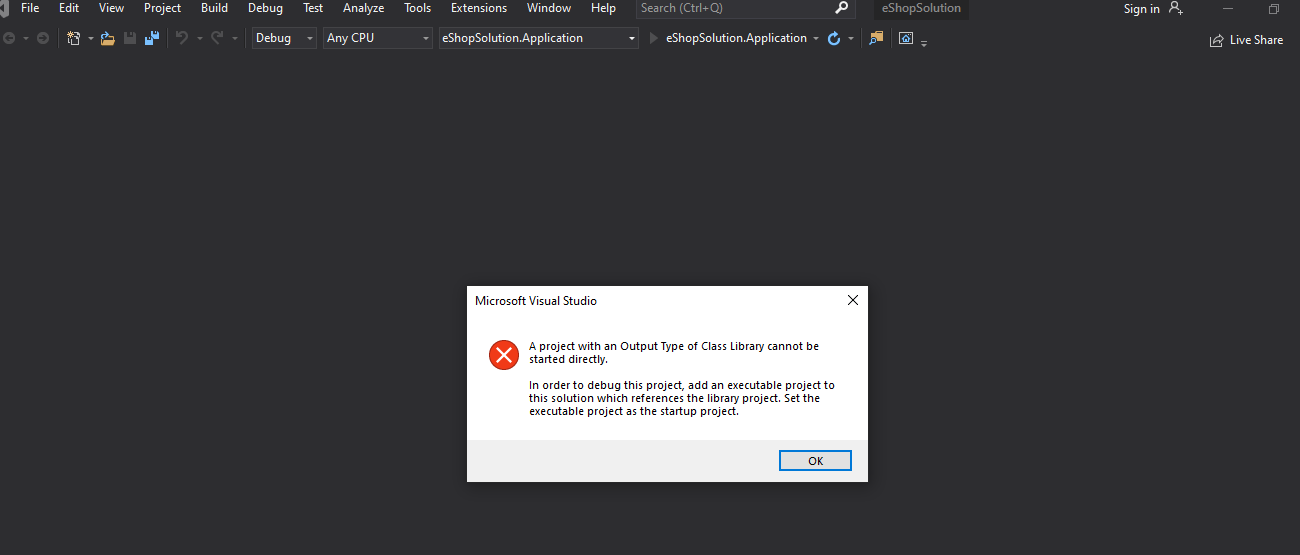 File Edit View Project Build Debug Test Analyze Tools Extensions Window Help Search (Ctrl+Q) eShopSolution Sign in
Debug Any CPU eShopSolution.Application eShopSolution.Application Live Share
Microsoft Visual Studio
A project with an Output Type of Class Library cannot be
started directly.
In order to debug this project, add an executable project to
this solution which references the library project. Set the
executable project as the startup project.
OK